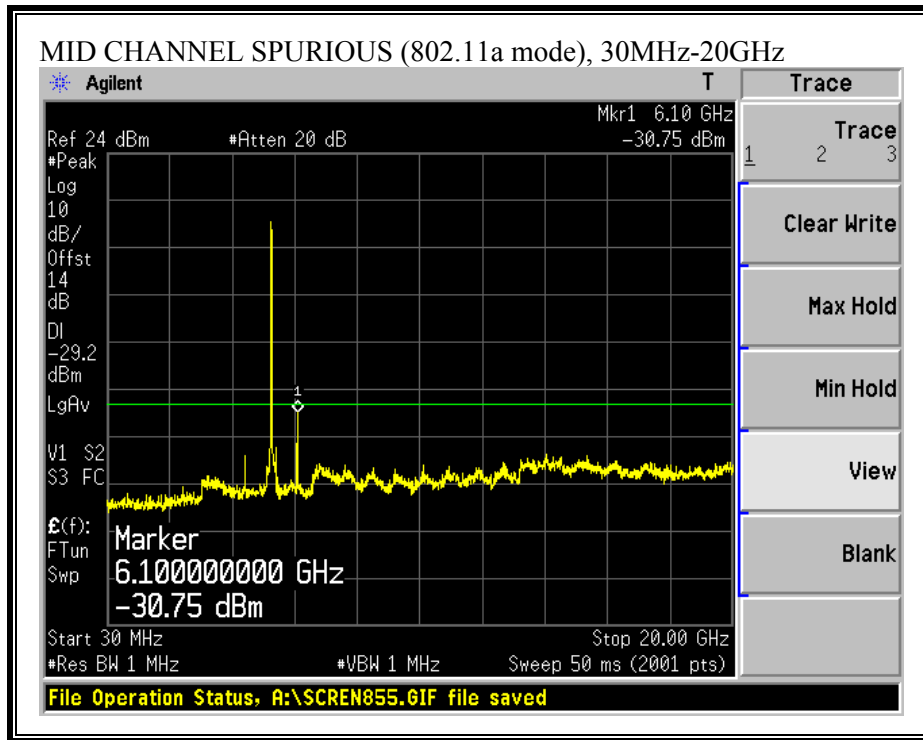 MID CHANNEL SPURIOUS (802.11a mode), 30MHz-20GHz
Agilent T Trace
Mkr1 6.10 GHz
Ref 24 dBm #Atten 20 dB -30.75 dBm
#Peak
Log
10
dB/
Offst
14
dB
DI
-29.2
dBm
LgAv
1
V1 S2
S3 FC
£(f):
FTun
Swp
Marker
6.100000000 GHz
-30.75 dBm
Start 30 MHz Stop 20.00 GHz
#Res BW 1 MHz #VBW 1 MHz Sweep 50 ms (2001 pts)
File Operation Status, A:\SCREN855.GIF file saved
Trace
1 2 3
Clear Write
Max Hold
Min Hold
View
Blank